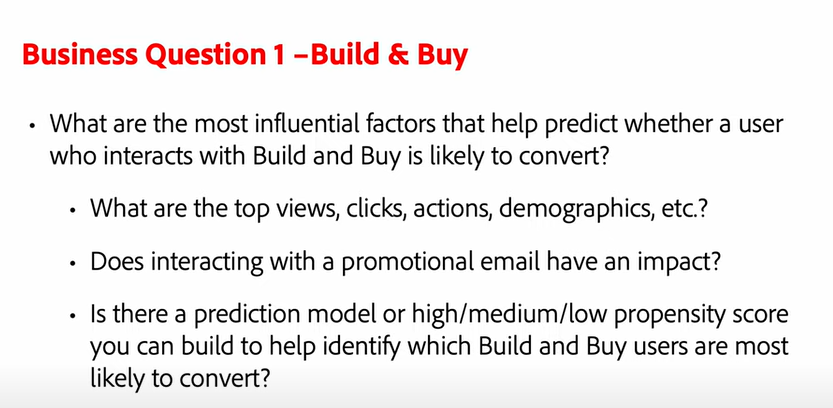 Business Question 1 –Build & Buy
• What are the most influential factors that help predict whether a user
who interacts with Build and Buy is likely to convert?
• What are the top views, clicks, actions, demographics, etc.?
• Does interacting with a promotional email have an impact?
• Is there a prediction model or high/medium/low propensity score
you can build to help identify which Build and Buy users are most
likely to convert?